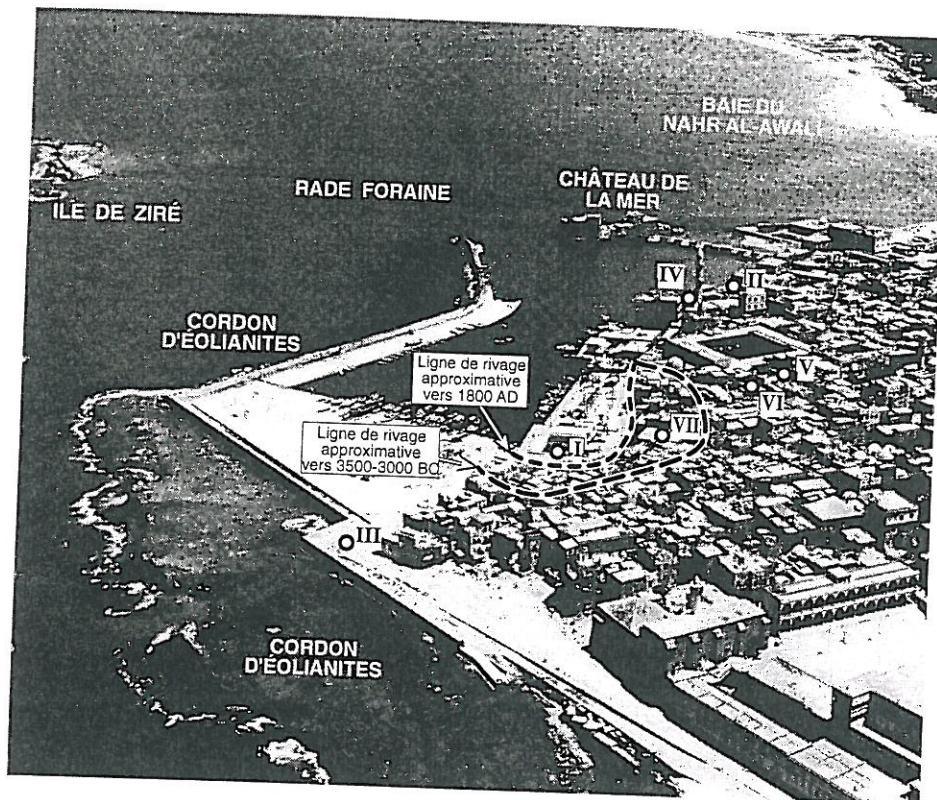 BAIE DU
NAHR AL-AWALI
RADE FORAINE
CHÂTEAU DE
LA MER
ILE DE ZIRÉ
IV
II
CORDON
D'ÉOLIANITES
Ligne de rivage
approximative
vers 1800 AD
V
VI
VII
I
Ligne de rivage
approximative
vers 3500-3000 BC
III
CORDON
D'ÉOLIANITES